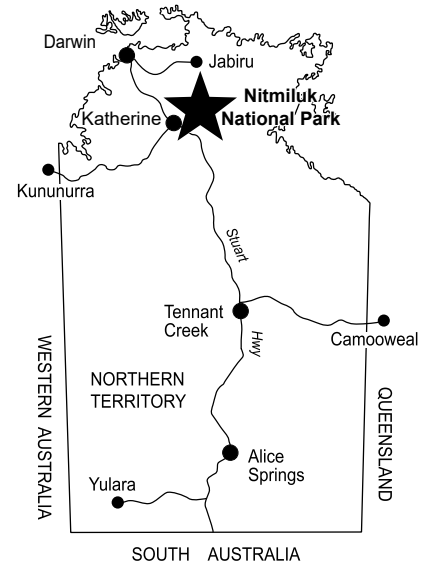 Darwin
Jabiru
Nitmiluk
National Park
Katherine
Kununurra
Stuart
Tennant
Creek
Camooweal
Hwy
WESTERN AUSTRALIA
NORTHERN
TERRITORY
QUEENSLAND
Alice
Springs
Yulara
SOUTH AUSTRALIA